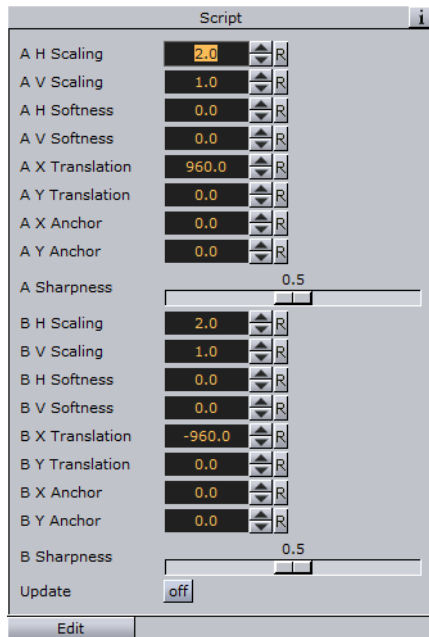 Script i
A H Scaling 2.0 R
A V Scaling 1.0 R
A H Softness 0.0 R
A V Softness 0.0 R
A X Translation 960.0 R
A Y Translation 0.0 R
A X Anchor 0.0 R
A Y Anchor 0.0 R
A Sharpness 0.5
B H Scaling 2.0 R
B V Scaling 1.0 R
B H Softness 0.0 R
B V Softness 0.0 R
B X Translation -960.0 R
B Y Translation 0.0 R
B X Anchor 0.0 R
B Y Anchor 0.0 R
B Sharpness 0.5
Update off
Edit